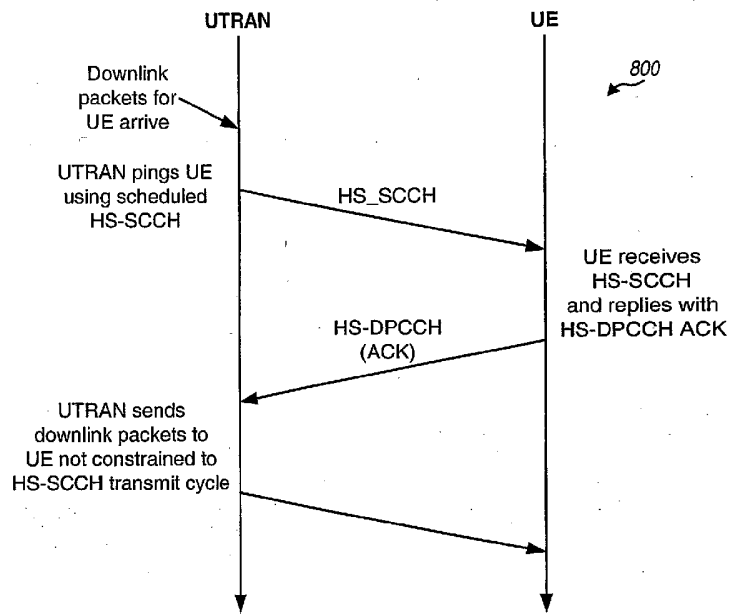 UTRAN
UE
800
Downlink
packets for
UE arrive
UTRAN pings UE
using scheduled
HS-SCCH
HS_SCCH
UE receives
HS-SCCH
and replies with
HS-DPCCH ACK
HS-DPCCH
(ACK)
UTRAN sends
downlink packets to
UE not constrained to
HS-SCCH transmit cycle